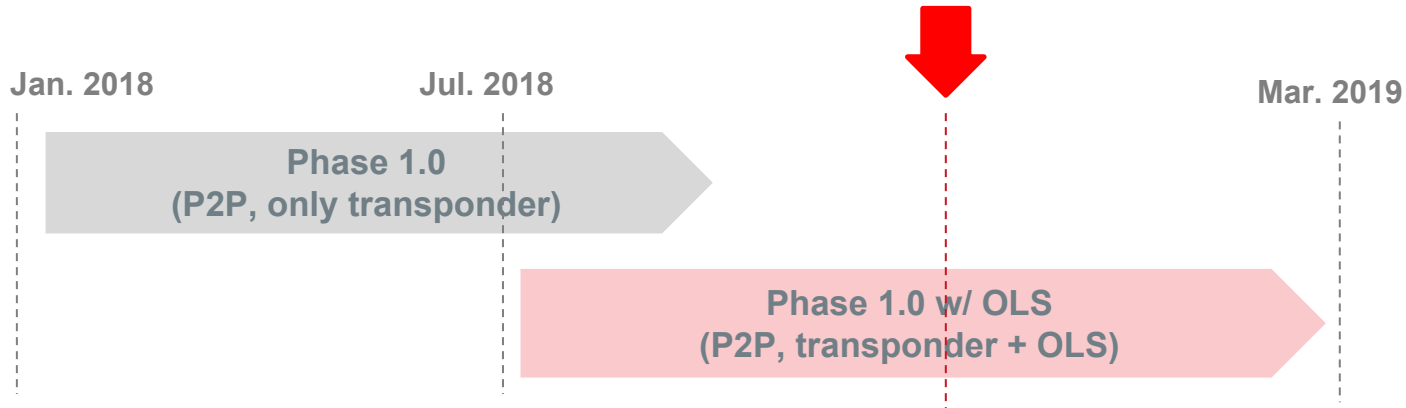 Jan. 2018
Jul. 2018
Mar. 2019
Phase 1.0
(P2P, only transponder)
Phase 1.0 w/ OLS
(P2P, transponder + OLS)